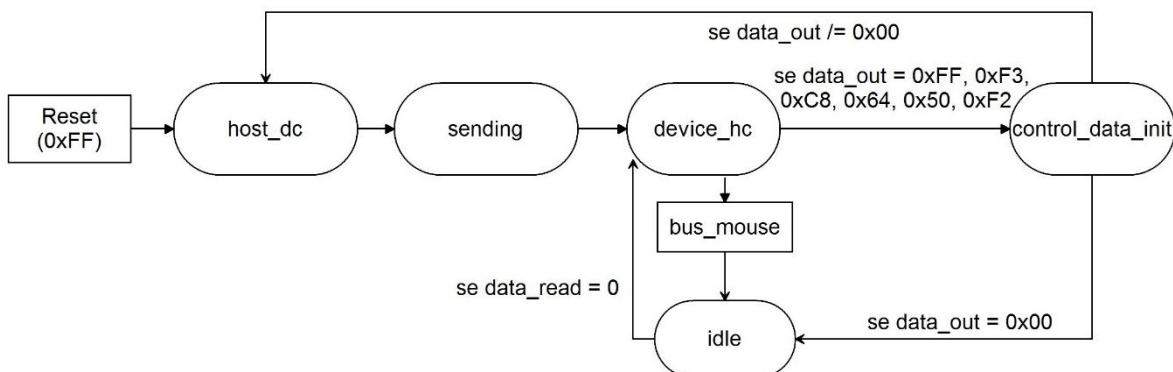 se data_out /= 0x00
Reset
(0xFF)
host_dc
sending
device_hc
se data_out = 0xFF, 0xF3,
0xC8, 0x64, 0x50, 0xF2
control_data_init
bus_mouse
se data_read = 0
idle
se data_out = 0x00